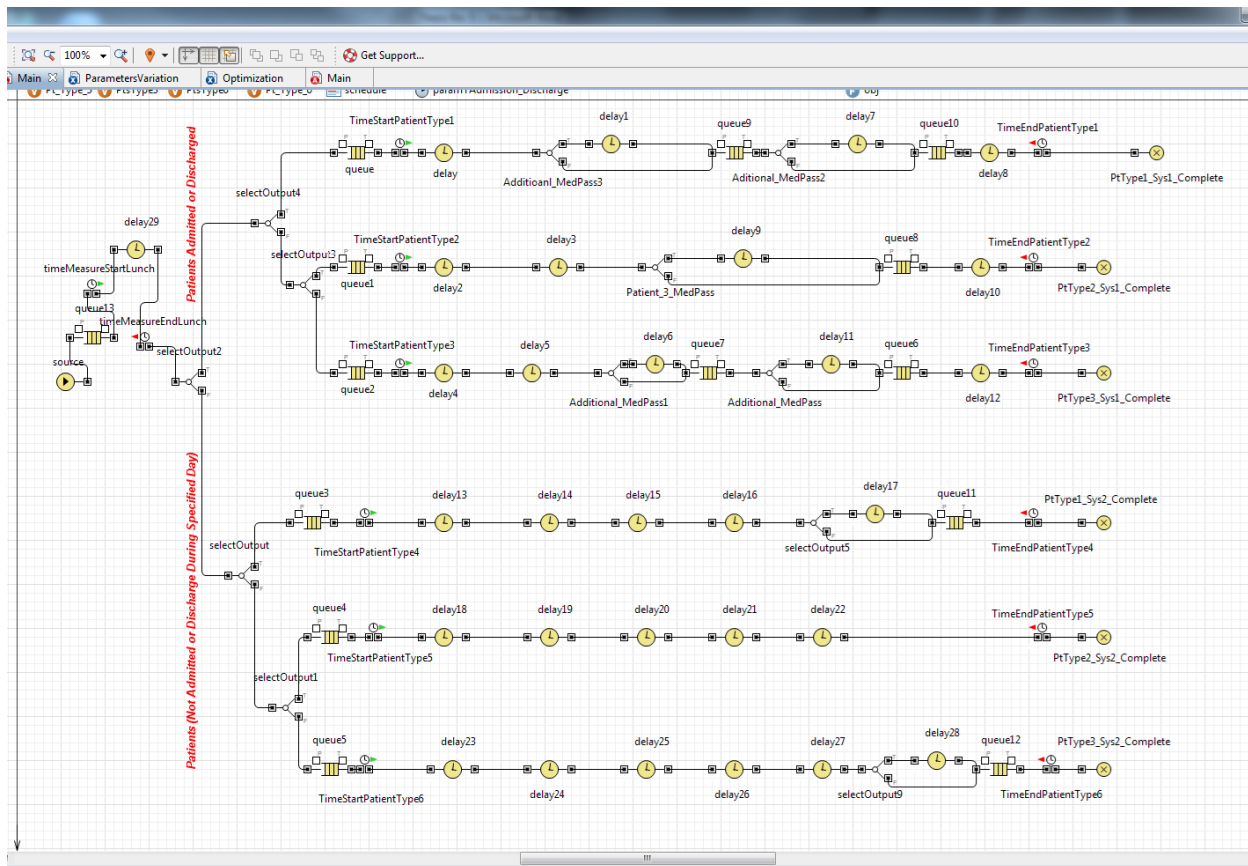 100%
Get Support...
Main
ParametersVariation
Optimization
Main
schedule
TimeStartPatientType1
delay1
delay7
queue9
queue10
TimeEndPatientType1
queue
delay
Additioanl_MedPass3
Aditional_MedPass2
delay8
PtType1_Sys1_Complete
selectOutput4
Patients Admitted or Discharged
delay29
TimeStartPatientType2
delay3
delay9
queue8
TimeEndPatientType2
selectOutput3
timeMeasureStartLunch
queue1
delay2
Patient_3_MedPass
delay10
PtType2_Sys1_Complete
queue13
timeMeasureEndLunch
TimeStartPatientType3
delay5
delay6
queue7
delay11
queue6
TimeEndPatientType3
selectOutput2
source
queue2
delay4
Additional_MedPass1
Additional_MedPass
delay12
PtType3_Sys1_Complete
Patients (Not Admitted or Discharge During Specified Day)
queue3
delay13
delay14
delay15
delay16
delay17
queue11
PtType1_Sys2_Complete
selectOutput
TimeStartPatientType4
selectOutput5
TimeEndPatientType4
queue4
delay18
delay19
delay20
delay21
delay22
TimeEndPatientType5
TimeStartPatientType5
PtType2_Sys2_Complete
selectOutput1
queue5
delay23
delay25
delay27
delay28
queue12
PtType3_Sys2_Complete
TimeStartPatientType6
delay24
delay26
selectOutput9
TimeEndPatientType6